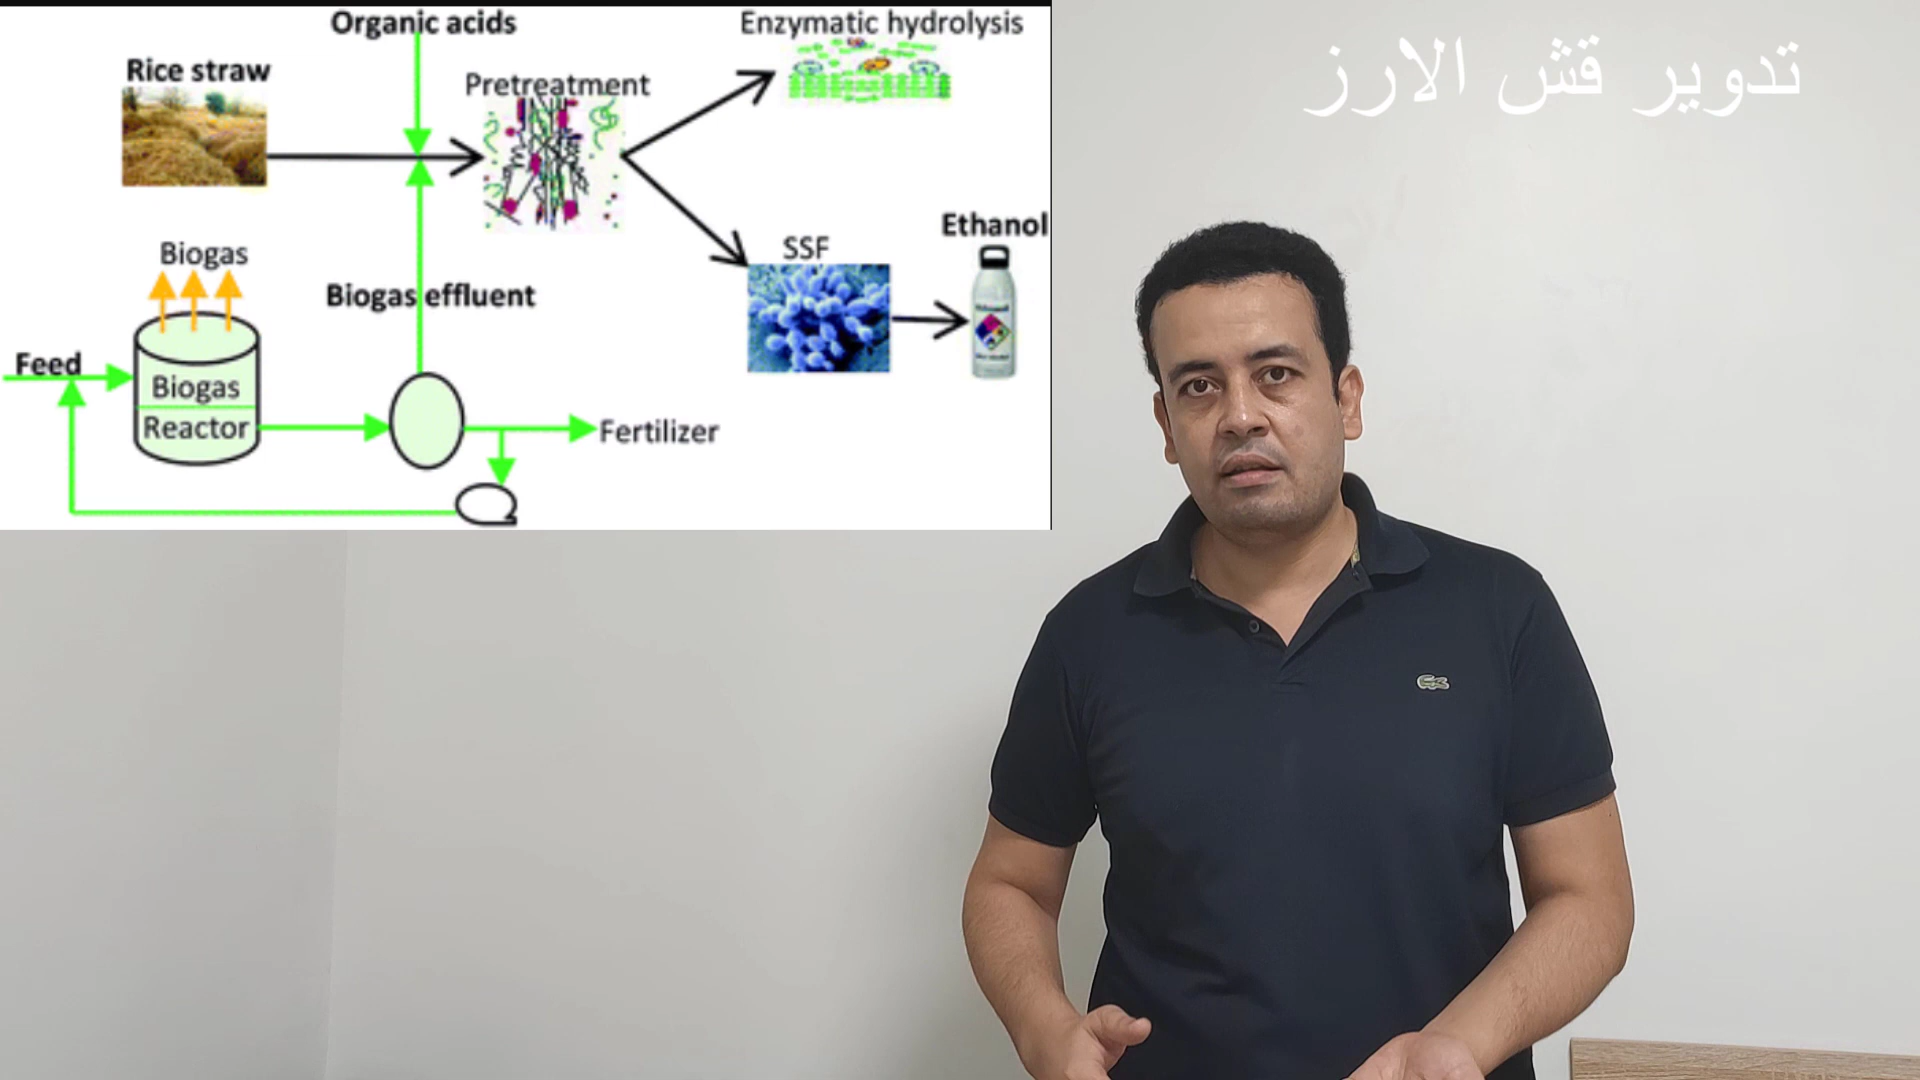 Organic acids
Enzymatic hydrolysis
Rice straw
Pretreatment
Biogas
Biogas effluent
SSF
Ethanol
Feed
Biogas
Reactor
Fertilizer
تدوير قش الارز